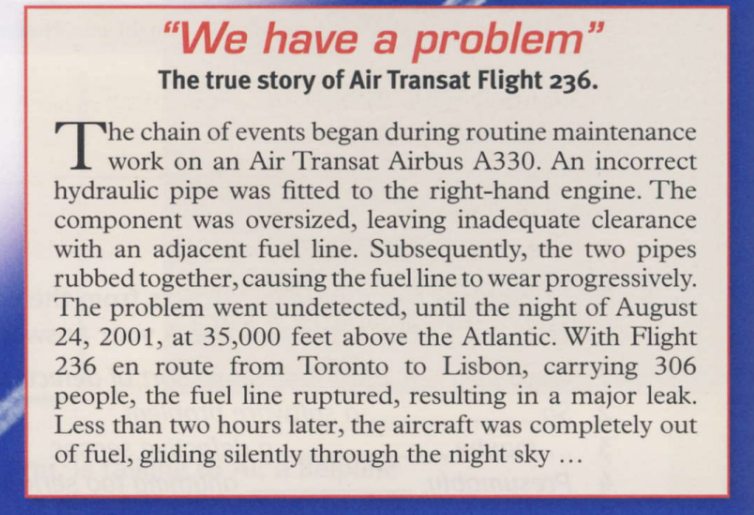 "We have a problem"
The true story of Air Transat Flight 236.
The chain of events began during routine maintenance
work on an Air Transat Airbus A330. An incorrect
hydraulic pipe was fitted to the right-hand engine. The
component was oversized, leaving inadequate clearance
with an adjacent fuel line. Subsequently, the two pipes
rubbed together, causing the fuel line to wear progressively.
The problem went undetected, until the night of August
24, 2001, at 35,000 feet above the Atlantic. With Flight
236 en route from Toronto to Lisbon, carrying 306
people, the fuel line ruptured, resulting in a major leak.
Less than two hours later, the aircraft was completely out
of fuel, gliding silently through the night sky ...